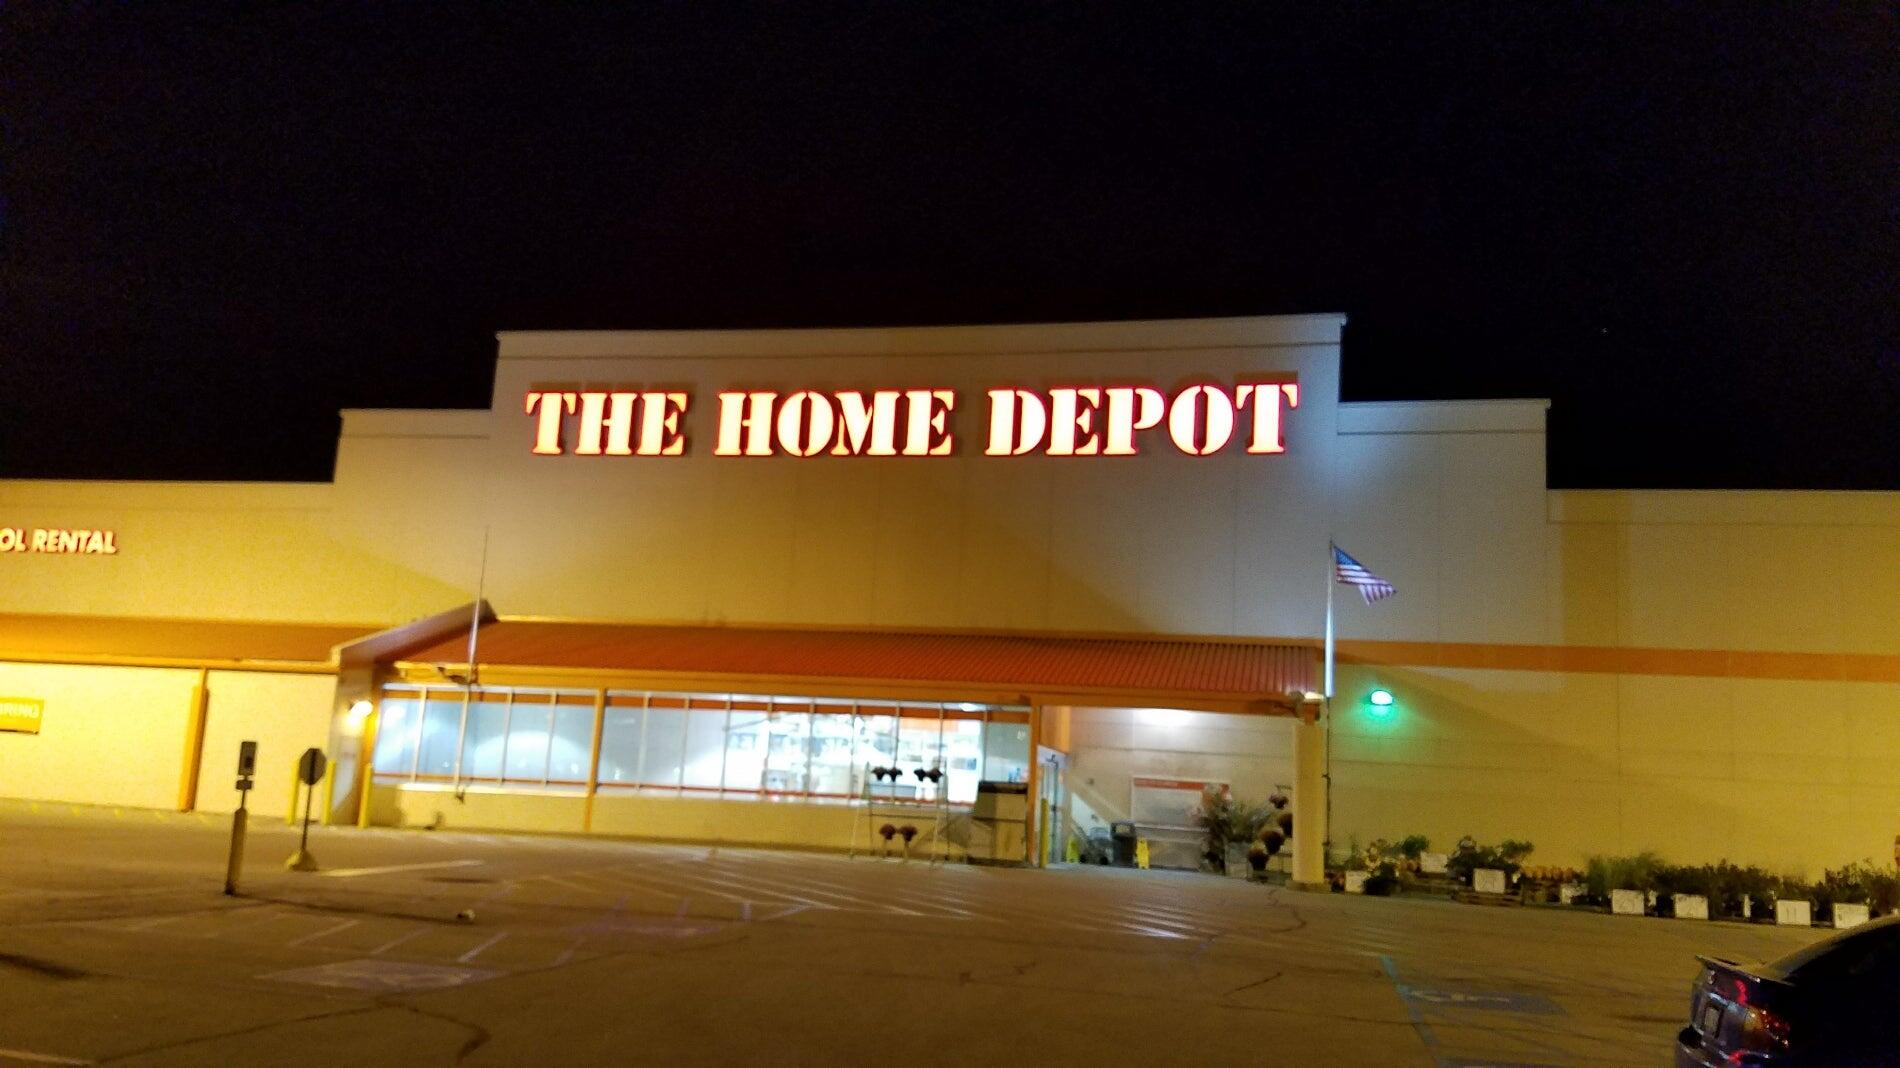 THE HOME DEPOT
OL RENTAL